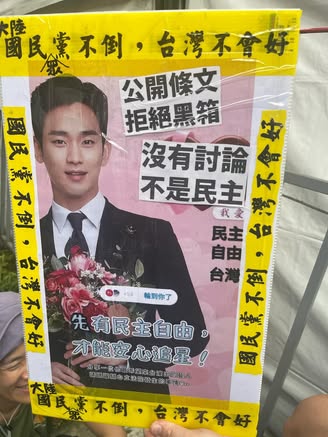 大陸
國民黨不倒，台灣不會好
眾
公開條文
拒絕黑箱
沒有討論
不是民主
我愛
民主
自由
台灣
輪到你了
先有民主自由，
才能安心追星！
國民黨不倒，台灣不會好
國民黨不倒，台灣不會好
大陸
國民黨不倒，台灣不會好
眾